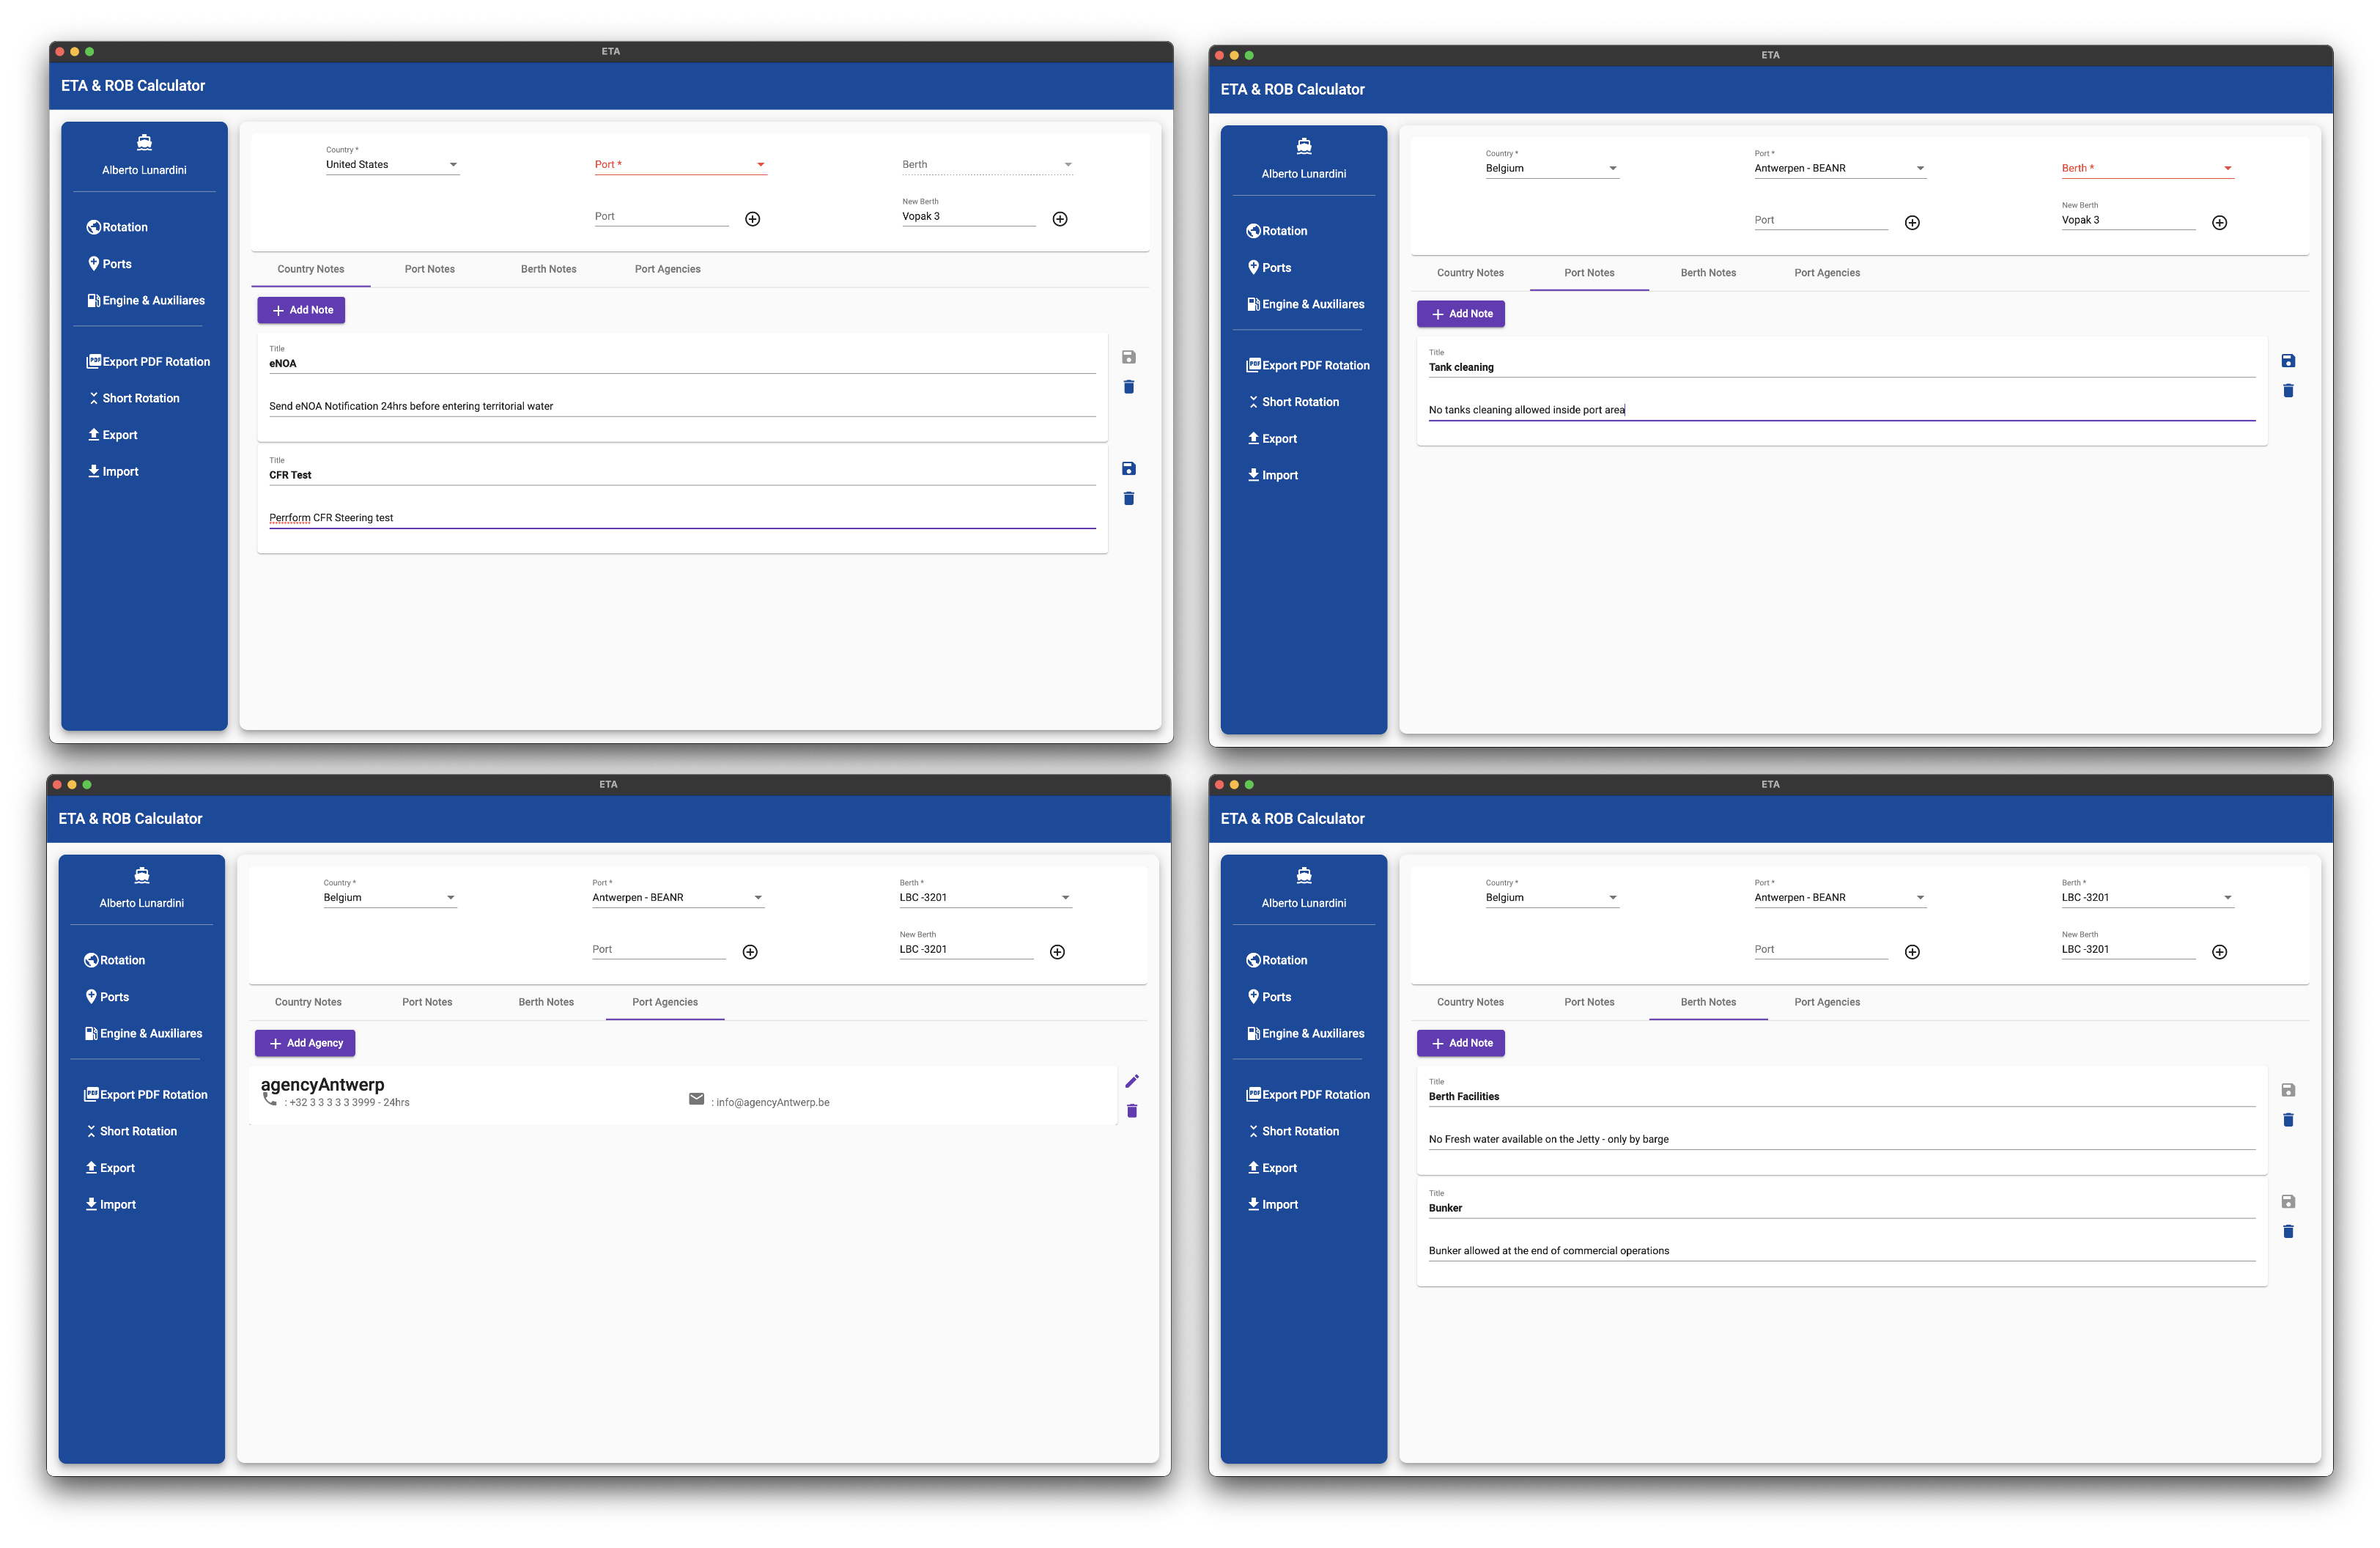 ETA
ETA & ROB Calculator
Alberto Lunardini
Rotation
Ports
Engine & Auxiliares
Export PDF Rotation
Short Rotation
Export
Import
Country *
United States
Port *
Berth
Port
New Berth
Vopak 3
Country Notes Port Notes Berth Notes Port Agencies
Add Note
Title
eNOA
Send eNOA Notification 24hrs before entering territorial water
Title
CFR Test
Perrform CFR Steering test
ETA
ETA & ROB Calculator
Alberto Lunardini
Rotation
Ports
Engine & Auxiliares
Export PDF Rotation
Short Rotation
Export
Import
Country *
Belgium
Port *
Antwerpen - BEANR
Berth *
Port
New Berth
Vopak 3
Country Notes Port Notes Berth Notes Port Agencies
Add Note
Title
Tank cleaning
No tanks cleaning allowed inside port area
ETA
ETA & ROB Calculator
Alberto Lunardini
Rotation
Ports
Engine & Auxiliares
Export PDF Rotation
Short Rotation
Export
Import
Country *
Belgium
Port *
Antwerpen - BEANR
Berth *
LBC -3201
Port
New Berth
LBC -3201
Country Notes Port Notes Berth Notes Port Agencies
Add Agency
agencyAntwerp
: +32 3 3 3 3 3 3999 - 24hrs
: info@agencyAntwerp.be
ETA
ETA & ROB Calculator
Alberto Lunardini
Rotation
Ports
Engine & Auxiliares
Export PDF Rotation
Short Rotation
Export
Import
Country *
Belgium
Port *
Antwerpen - BEANR
Berth *
LBC -3201
Port
New Berth
LBC -3201
Country Notes Port Notes Berth Notes Port Agencies
Add Note
Title
Berth Facilities
No Fresh water available on the Jetty - only by barge
Title
Bunker
Bunker allowed at the end of commercial operations